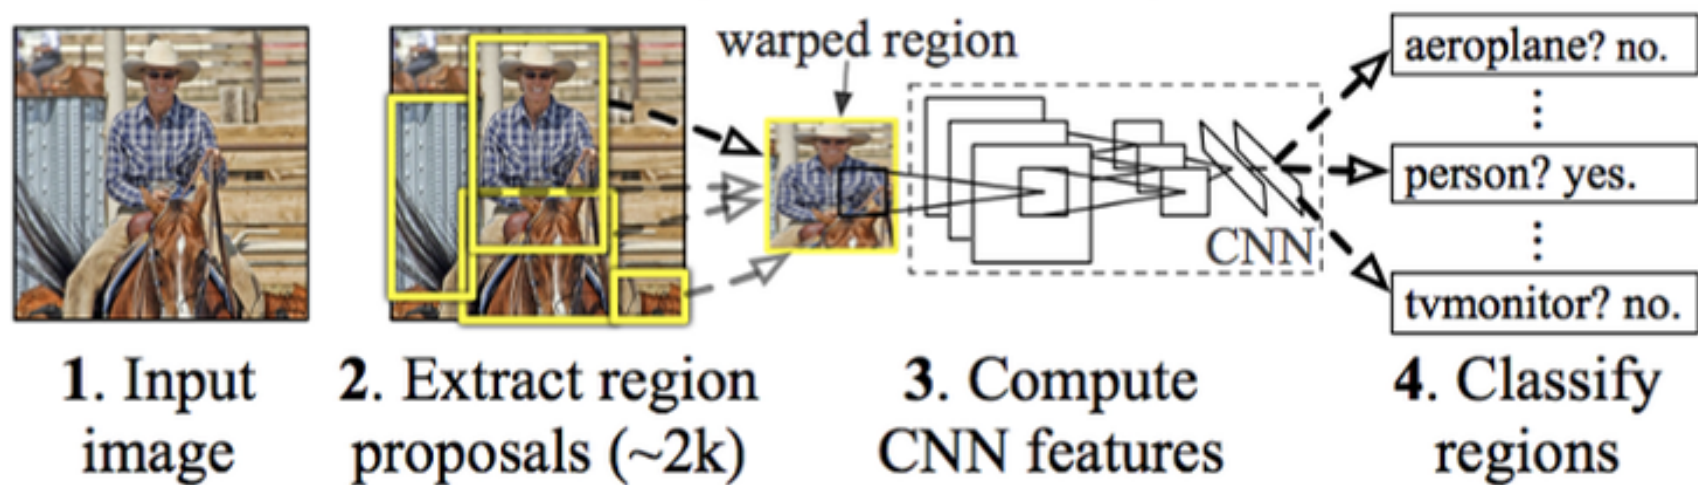 warped region
aeroplane? no.
person? yes.
CNN
tvmonitor? no.
1. Input
image
2. Extract region
proposals (~2k)
3. Compute
CNN features
4. Classify
regions